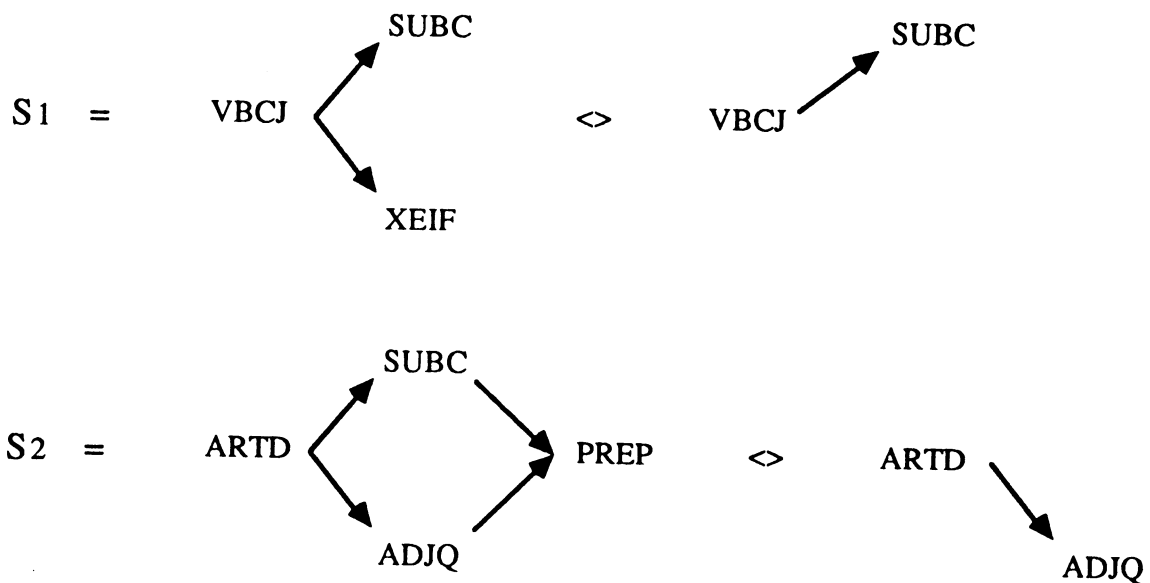 SUBC SUBC
S1 = VBCJ <> VBCJ
XEIF
SUBC
S2 = ARTD PREP <> ARTD
ADJQ ADJQ